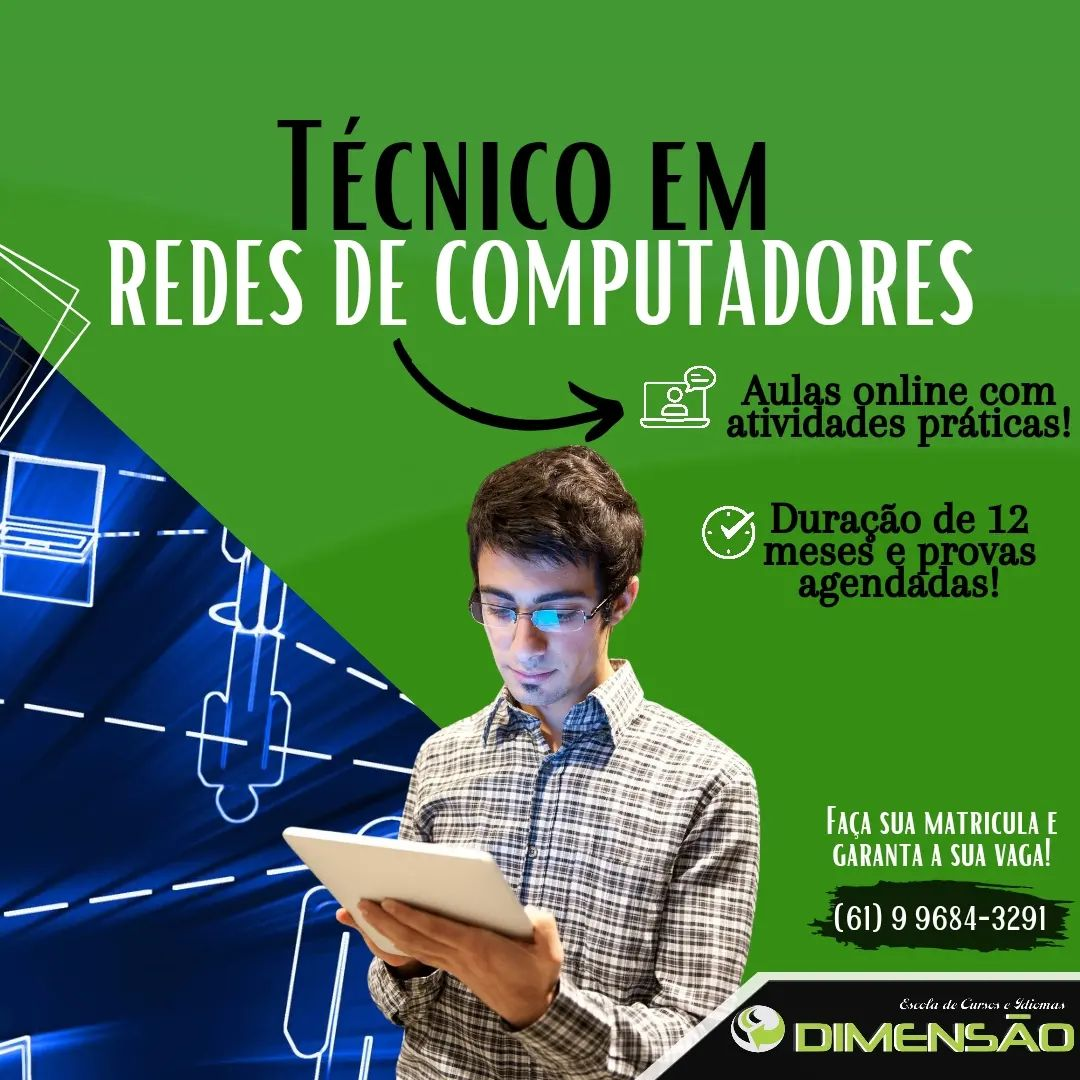 TÉCNICO EM
REDES DE COMPUTADORES
Aulas online com
atividades práticas!
Duração de 12
meses e provas
agendadas!
FAÇA SUA MATRICULA E
GARANTA A SUA VAGA!
(61) 9 9684-3291
Escola de Cursos e Idiomas
DIMENSÃO